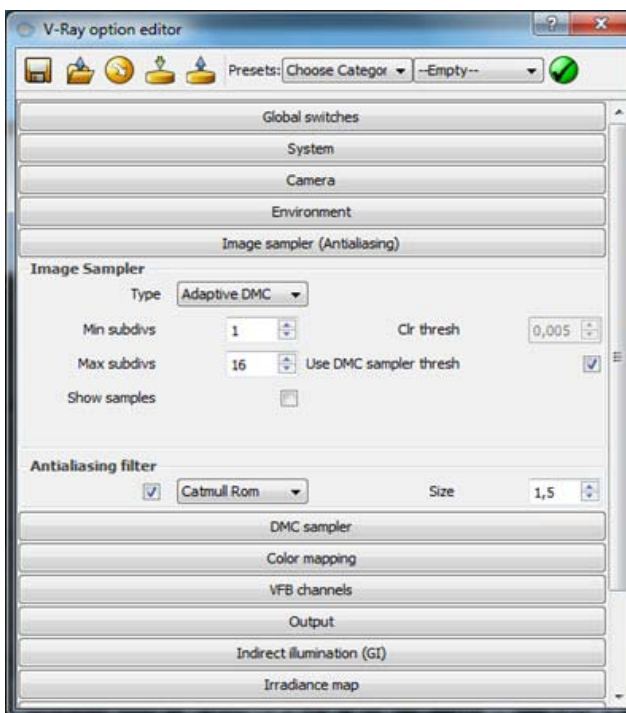 V-Ray option editor
Presets: Choose Categor --Empty--
Global switches
System
Camera
Environment
Image sampler (Antialiasing)
Image Sampler
Type Adaptive DMC
Min subdivs 1 Clr thresh 0,005
Max subdivs 16 Use DMC sampler thresh
Show samples
Antialiasing filter
Catmull Rom Size 1,5
DMC sampler
Color mapping
VFB channels
Output
Indirect illumination (GI)
Irradiance map